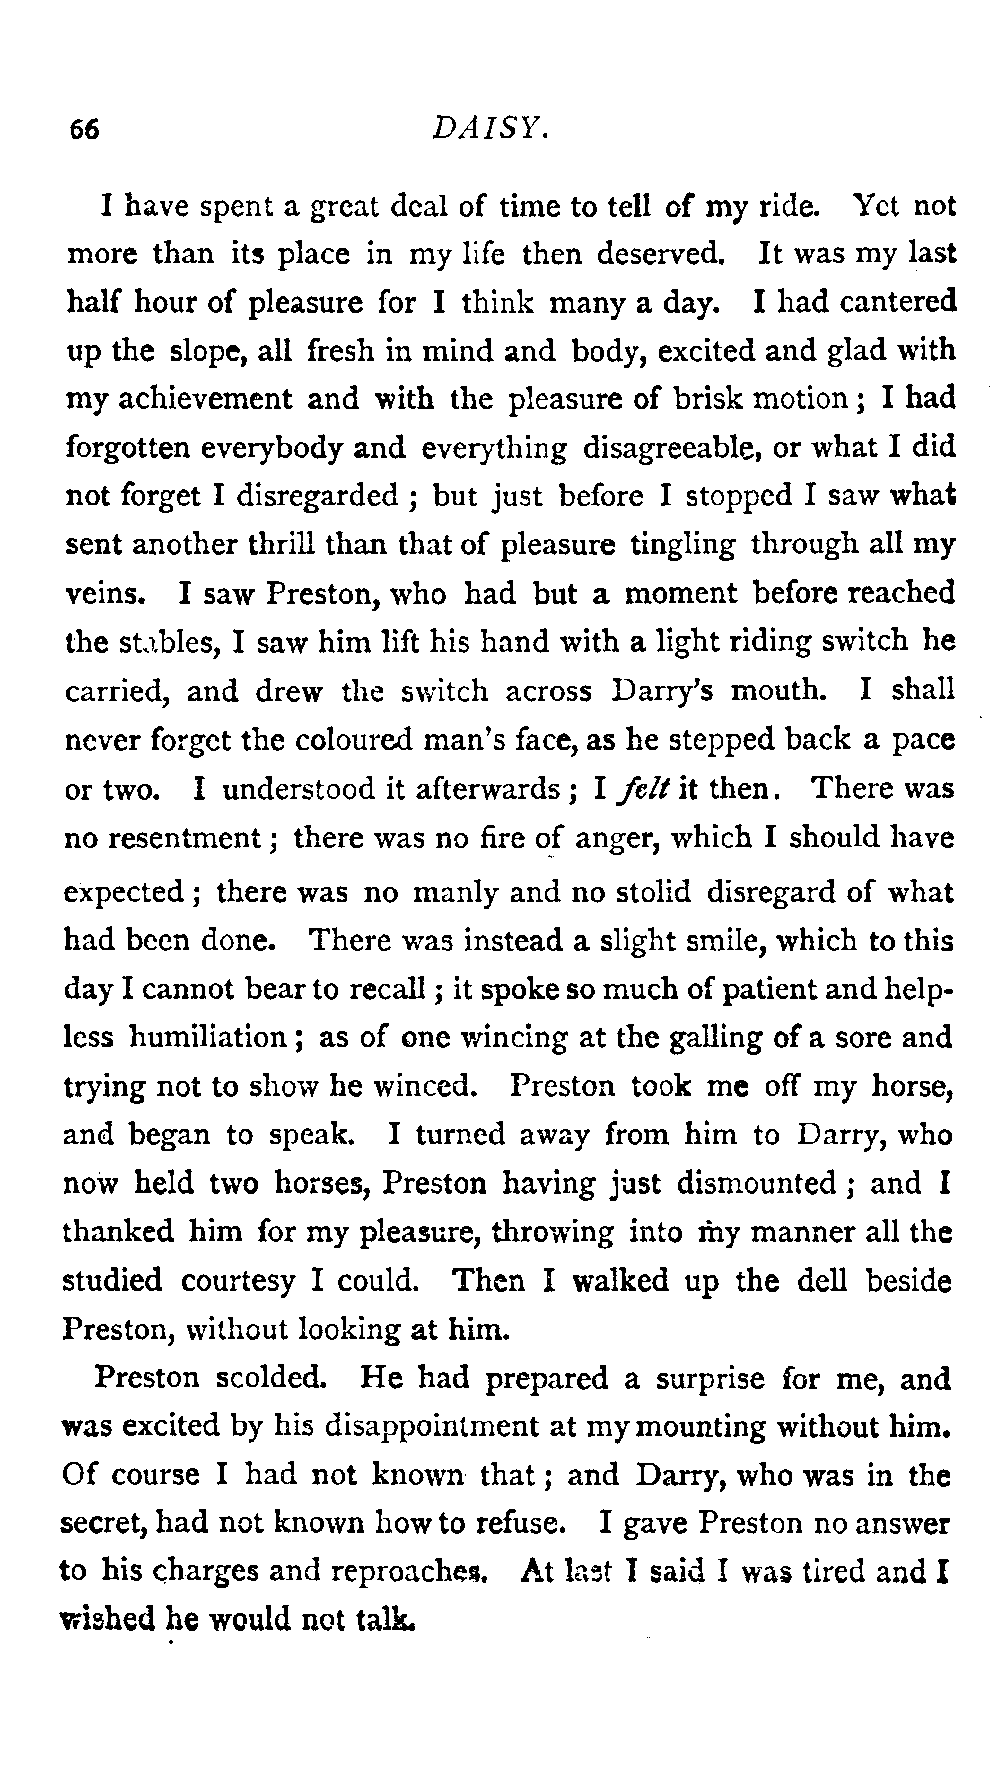 66 DAISY.
I have spent a great deal of time to tell of my ride. Yet not
more than its place in my life then deserved. It was my last
half hour of pleasure for I think many a day. I had cantered
up the slope, all fresh in mind and body, excited and glad with
my achievement and with the pleasure of brisk motion ; I had
forgotten everybody and everything disagreeable, or what I did
not forget I disregarded ; but just before I stopped I saw what
sent another thrill than that of pleasure tingling through all my
veins. I saw Preston, who had but a moment before reached
the stables, I saw him lift his hand with a light riding switch he
carried, and drew the switch across Darry's mouth. I shall
never forget the coloured man's face, as he stepped back a pace
or two. I understood it afterwards ; I felt it then. There was
no resentment ; there was no fire of anger, which I should have
expected ; there was no manly and no stolid disregard of what
had been done. There was instead a slight smile, which to this
day I cannot bear to recall ; it spoke so much of patient and help-
less humiliation ; as of one wincing at the galling of a sore and
trying not to show he winced. Preston took me off my horse,
and began to speak. I turned away from him to Darry, who
now held two horses, Preston having just dismounted ; and I
thanked him for my pleasure, throwing into my manner all the
studied courtesy I could. Then I walked up the dell beside
Preston, without looking at him.
Preston scolded. He had prepared a surprise for me, and
was excited by his disappointment at my mounting without him.
Of course I had not known that ; and Darry, who was in the
secret, had not known how to refuse. I gave Preston no answer
to his charges and reproaches. At last I said I was tired and I
wished he would not talk.